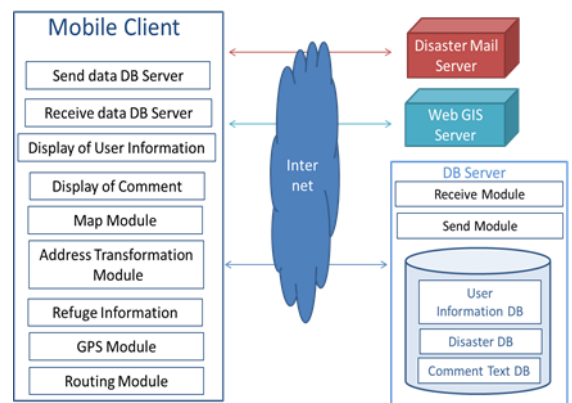 Mobile Client
Send data DB Server
Receive data DB Server
Display of User Information
Display of Comment
Map Module
Address Transformation
Module
Refuge Information
GPS Module
Routing Module
Inter
net
Disaster Mail
Server
Web GIS
Server
DB Server
Receive Module
Send Module
User
Information DB
Disaster DB
Comment Text DB